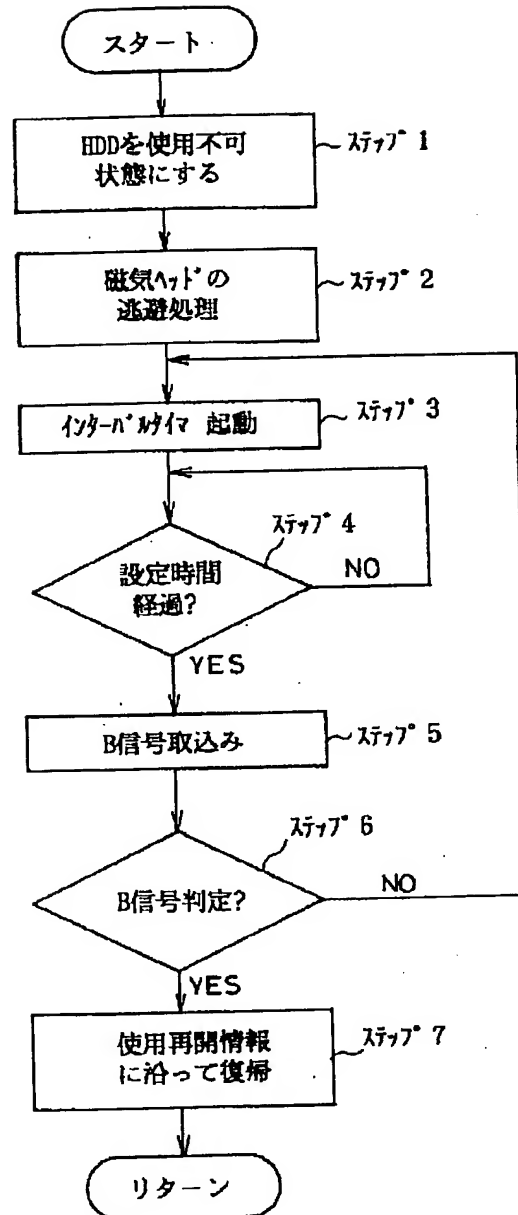 スタート
HDDを使用不可
状態にする
ｽﾃｯﾌﾟ 1
磁気ﾍｯﾄﾞの
逃避処理
ｽﾃｯﾌﾟ 2
ｲﾝﾀｰﾊﾞﾙﾀｲﾏ 起動
ｽﾃｯﾌﾟ 3
ｽﾃｯﾌﾟ 4
設定時間
経過?
NO
YES
B信号取込み
ｽﾃｯﾌﾟ 5
ｽﾃｯﾌﾟ 6
B信号判定?
NO
YES
使用再開情報
に沿って復帰
ｽﾃｯﾌﾟ 7
リターン